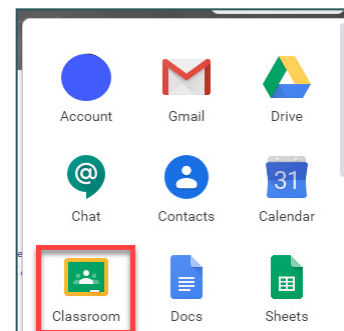 Account Gmail Drive
@
Chat Contacts
31
Calendar
Classroom Docs Sheets